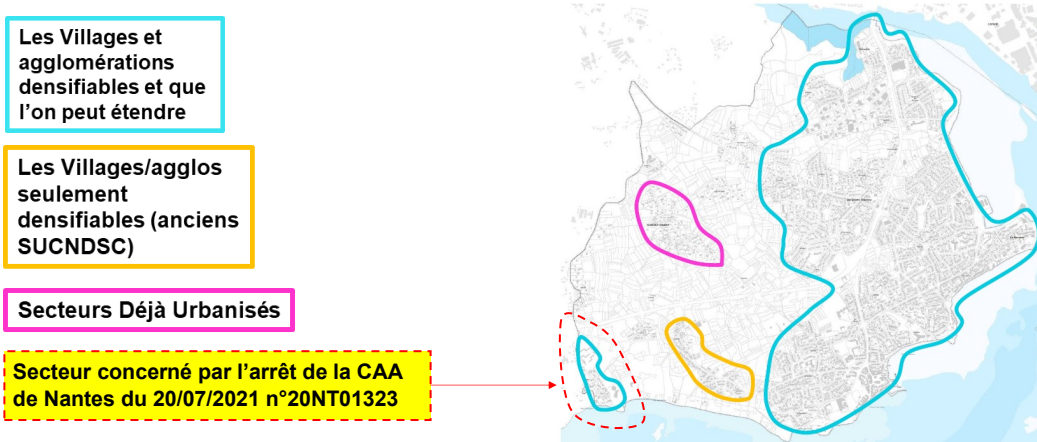 Les Villages et
agglomérations
densifiables et que
l’on peut étendre
Les Villages/agglos
seulement
densifiables (anciens
SUCNDSC)
Secteurs Déjà Urbanisés
Secteur concerné par l’arrêt de la CAA
de Nantes du 20/07/2021 n°20NT01323